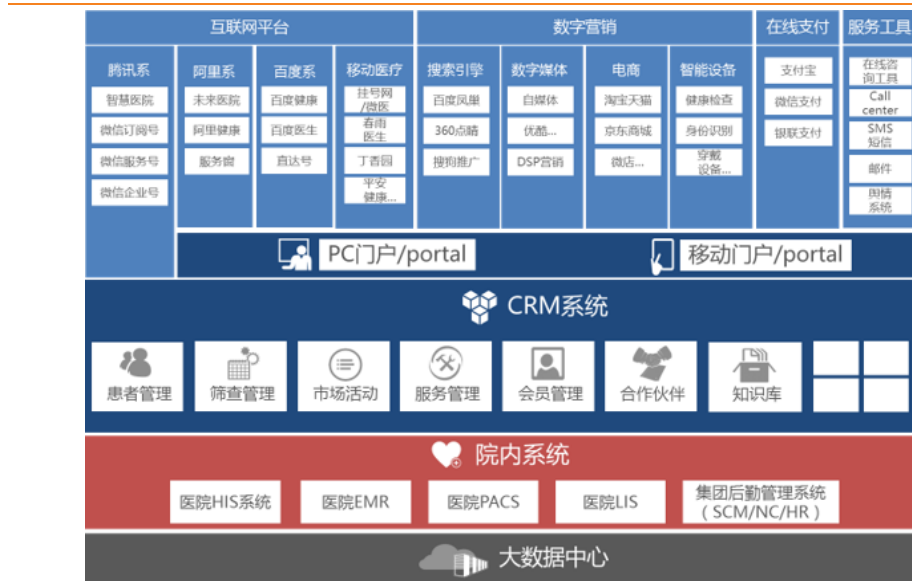 互联网平台
数字营销
在线支付
服务工具
腾讯系
阿里系
百度系
移动医疗
搜索引擎
数字媒体
电商
智能设备
支付宝
在线咨
询工具
智慧医院
未来医院
百度健康
挂号网
/微医
百度凤巢
自媒体
淘宝天猫
健康检查
微信支付
Call
center
微信订阅号
阿里健康
百度医生
春雨
医生
360点睛
优酷...
京东商城
身份识别
银联支付
SMS
短信
微信服务号
服务窗
直达号
丁香园
搜狗推广
DSP营销
微店...
穿戴
设备...
邮件
微信企业号
平安
健康...
舆情
系统
PC门户/portal
移动门户/portal
CRM系统
患者管理
筛查管理
市场活动
服务管理
会员管理
合作伙伴
知识库
院内系统
医院HIS系统
医院EMR
医院PACS
医院LIS
集团后勤管理系统
（SCM/NC/HR）
大数据中心